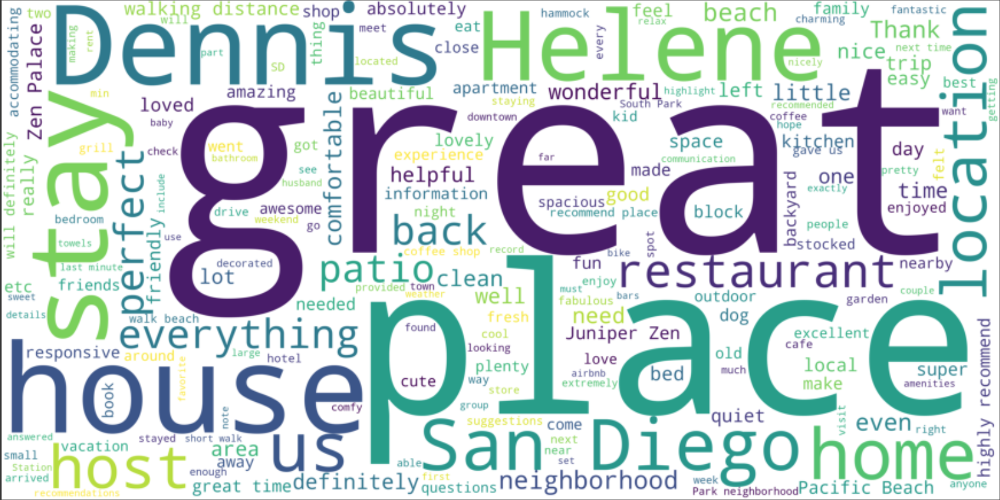 two
walking distance
shop
absolutely
hammock
feel
beach
family
fantastic
will
relax
charming
accommodating
Zen Palace
making
rent
Dennis
part
SD
thing
meet
located
eat
close
Helene
every
nicely
nice
Thank
next time
trip
easy
best
location
getting
stay
min
loved
baby
amazing
comfortable
beautiful
apartment
staying
downtown
wonderful
highlight
South Park
kid
left
little
recommended
coffee
hope
want
will definitely
really
grill
perfect
check
went
bathroom
got
see
husband
great
lovely
experience
helpful
information
night
far
space
communication
made
kitchen
gave us
one
day
pretty
felt
exactly
time
enjoyed
people
backyard
stocked
bedroom
towels
last minute
friendly
include
use
drive
awesome
weekend
go
back
coffee shop
record
spacious
good
recommend place
block
bike
spot
etc
sweet
details
friends
lot
decorated
patio
clean
provided
town
weather
fun
enjoy
restaurant
nearby
must
bars
fabulous
outdoor
garden
couple
walk beach
needed
everything
well
fresh
need
dog
found
cool
looking
Juniper Zen
excellent
cafe
place
responsive
around
large
hotel
house
book
favorite
note
comfy
cute
plenty
way
store
group
love
airbnb
extremely
bed
old
much
local
make
super
amenities
highly recommend
answered
vacation
stayed
short walk
us
suggestions
come
next
near
set
quiet
visit
even
right
small
Station
arrived
host
area
away
enough
able
San Diego
home
recommendations
great time
definitely
first
questions
neighborhood
week
Park neighborhood
Pacific Beach
anyone